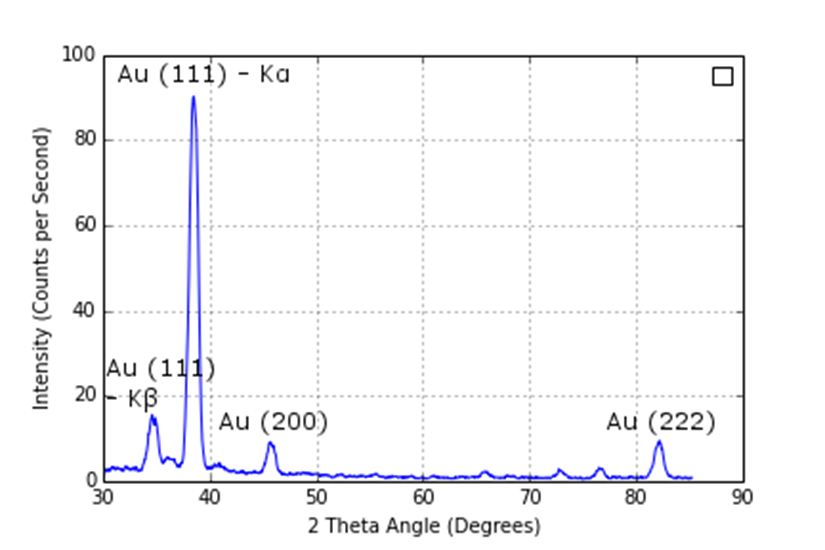 100
Au (111) – Kα
80
60
40
Au (111)
20
– Kβ
Au (200)
Au (222)
0
30 40 50 60 70 80 90
2 Theta Angle (Degrees)
Intensity (Counts per Second)